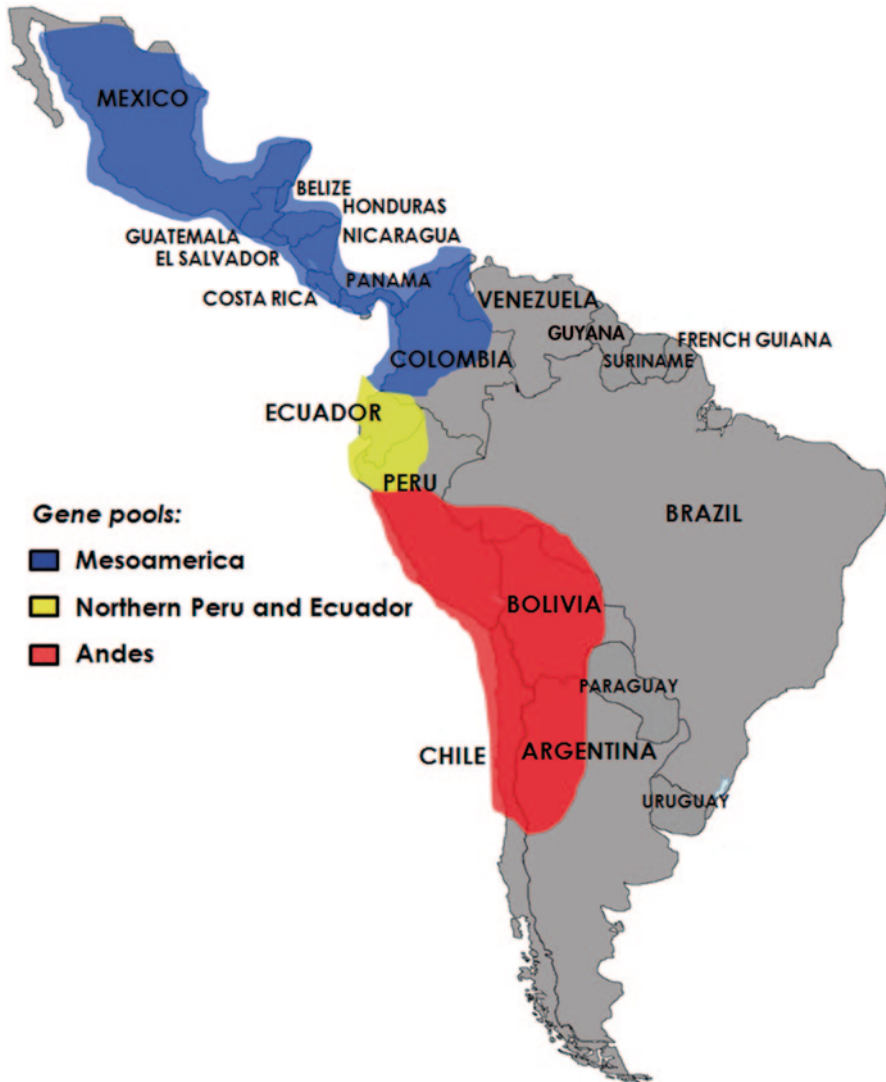 MEXICO
BELIZE
HONDURAS
GUATEMALA
NICARAGUA
EL SALVADOR
PANAMA
COSTA RICA
VENEZUELA
GUYANA
FRENCH GUIANA
COLOMBIA
SURINAME
ECUADOR
PERU
Gene pools:
BRAZIL
Mesoamerica
Northern Peru and Ecuador
BOLIVIA
Andes
PARAGUAY
CHILE
ARGENTINA
URUGUAY